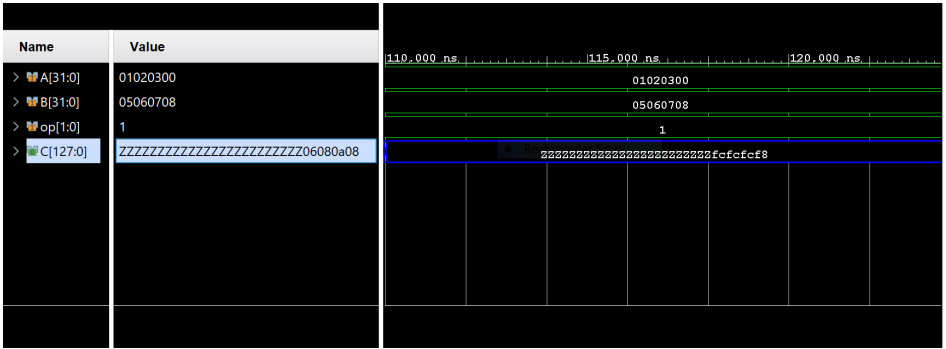 Name Value
110,000 ns 115,000 ns 120,000 ns
A[31:0] 01020300 01020300
B[31:0] 05060708 05060708
op[1:0] 1 1
C[127:0] ZZZZZZZZZZZZZZZZZZZZZZZZ06080a08 ZZZZZZZZZZZZZZZZZZZZZZZZfcfcfcf8